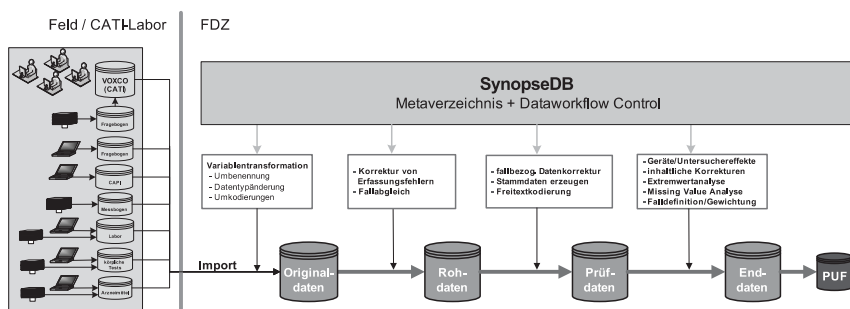 Feld / CATI-Labor
FDZ
VOXCO
(CATI)
Fragebogen
Fragebogen
CAPI
Messbogen
Labor
körpliche
Tests
Arzneimittel
SynopseDB
Metaverzeichnis + Dataworkflow Control
Variablentransformation
- Umbenennung
- Datentypänderung
- Umkodierungen
- Korrektur von
Erfassungsfehlern
- Fallabgleich
- fallbezog. Datenkorrektur
- Stammdaten erzeugen
- Freitextkodierung
- Geräte/Untersuchereffekte
- inhaltliche Korrekturen
- Extremwertanalyse
- Missing Value Analyse
- Falldefinition/Gewichtung
Import
Original-
daten
Roh-
daten
Prüf-
daten
End-
daten
PUF